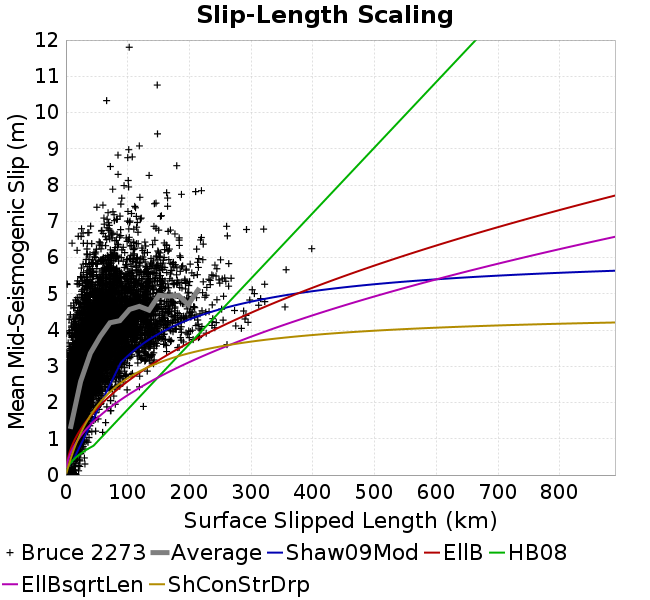 Slip-Length Scaling
Mean Mid-Seismogenic Slip (m)
12
11
10
9
8
7
6
5
4
3
2
1
0
0 100 200 300 400 500 600 700 800
Surface Slipped Length (km)
Bruce 2273 Average Shaw09Mod EllB HB08
EllBsqrtLen ShConStrDrp